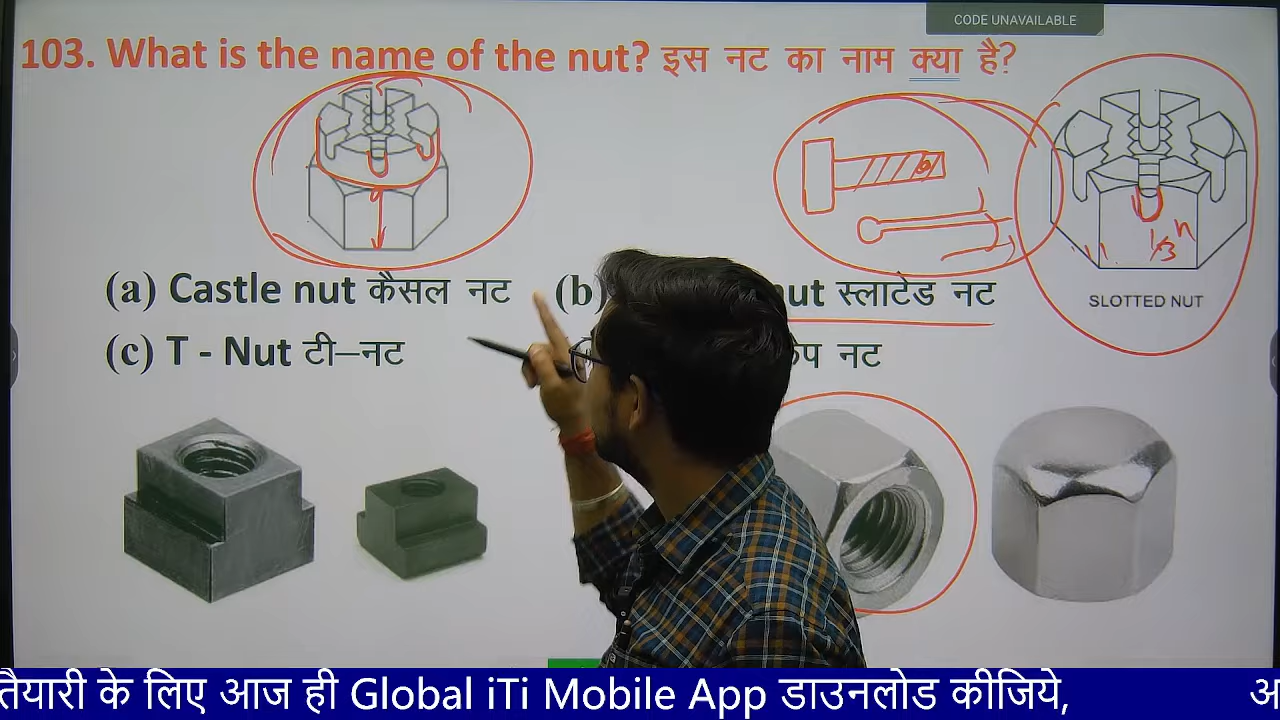 CODE UNAVAILABLE
103. What is the name of the nut? इस नट का नाम क्या है?
(a) Castle nut कैसल नट (b) nut स्लाटेड नट
SLOTTED NUT
(c) T - Nut टी–नट नट
तैयारी के लिए आज ही Global iTi Mobile App डाउनलोड कीजिये,